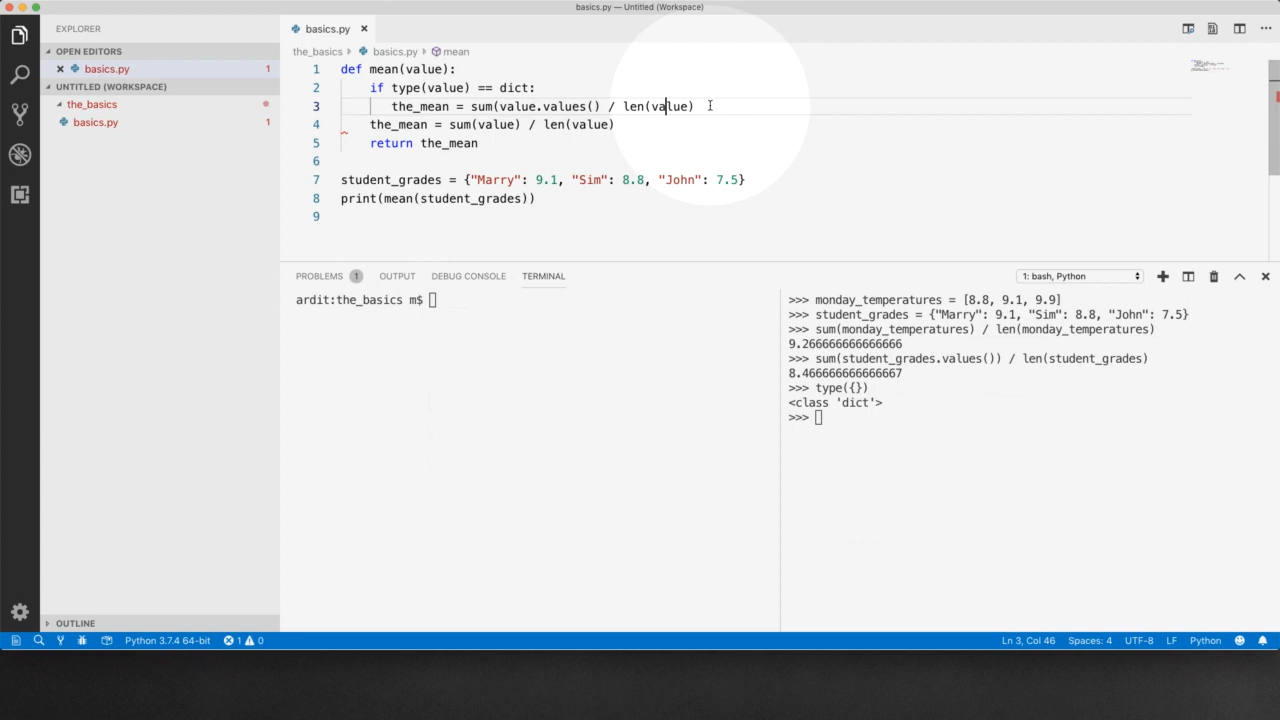 basics.py — Untitled (Workspace)
EXPLORER
OPEN EDITORS
basics.py 1
UNTITLED (WORKSPACE)
the_basics
basics.py 1
OUTLINE
basics.py
the_basics basics.py mean
1 def mean(value):
2 if type(value) == dict:
3 the_mean = sum(value.values() / len(value)
4 the_mean = sum(value) / len(value)
5 return the_mean
6
7 student_grades = {"Marry": 9.1, "Sim": 8.8, "John": 7.5}
8 print(mean(student_grades))
9
PROBLEMS 1 OUTPUT DEBUG CONSOLE TERMINAL 1: bash, Python
ardit:the_basics m$
>>> monday_temperatures = [8.8, 9.1, 9.9]
>>> student_grades = {"Marry": 9.1, "Sim": 8.8, "John": 7.5}
>>> sum(monday_temperatures) / len(monday_temperatures)
9.266666666666666
>>> sum(student_grades.values()) / len(student_grades)
8.466666666666667
>>> type({})
<class 'dict'>
>>>
Python 3.7.4 64-bit 1 0 Ln 3, Col 46 Spaces: 4 UTF-8 LF Python